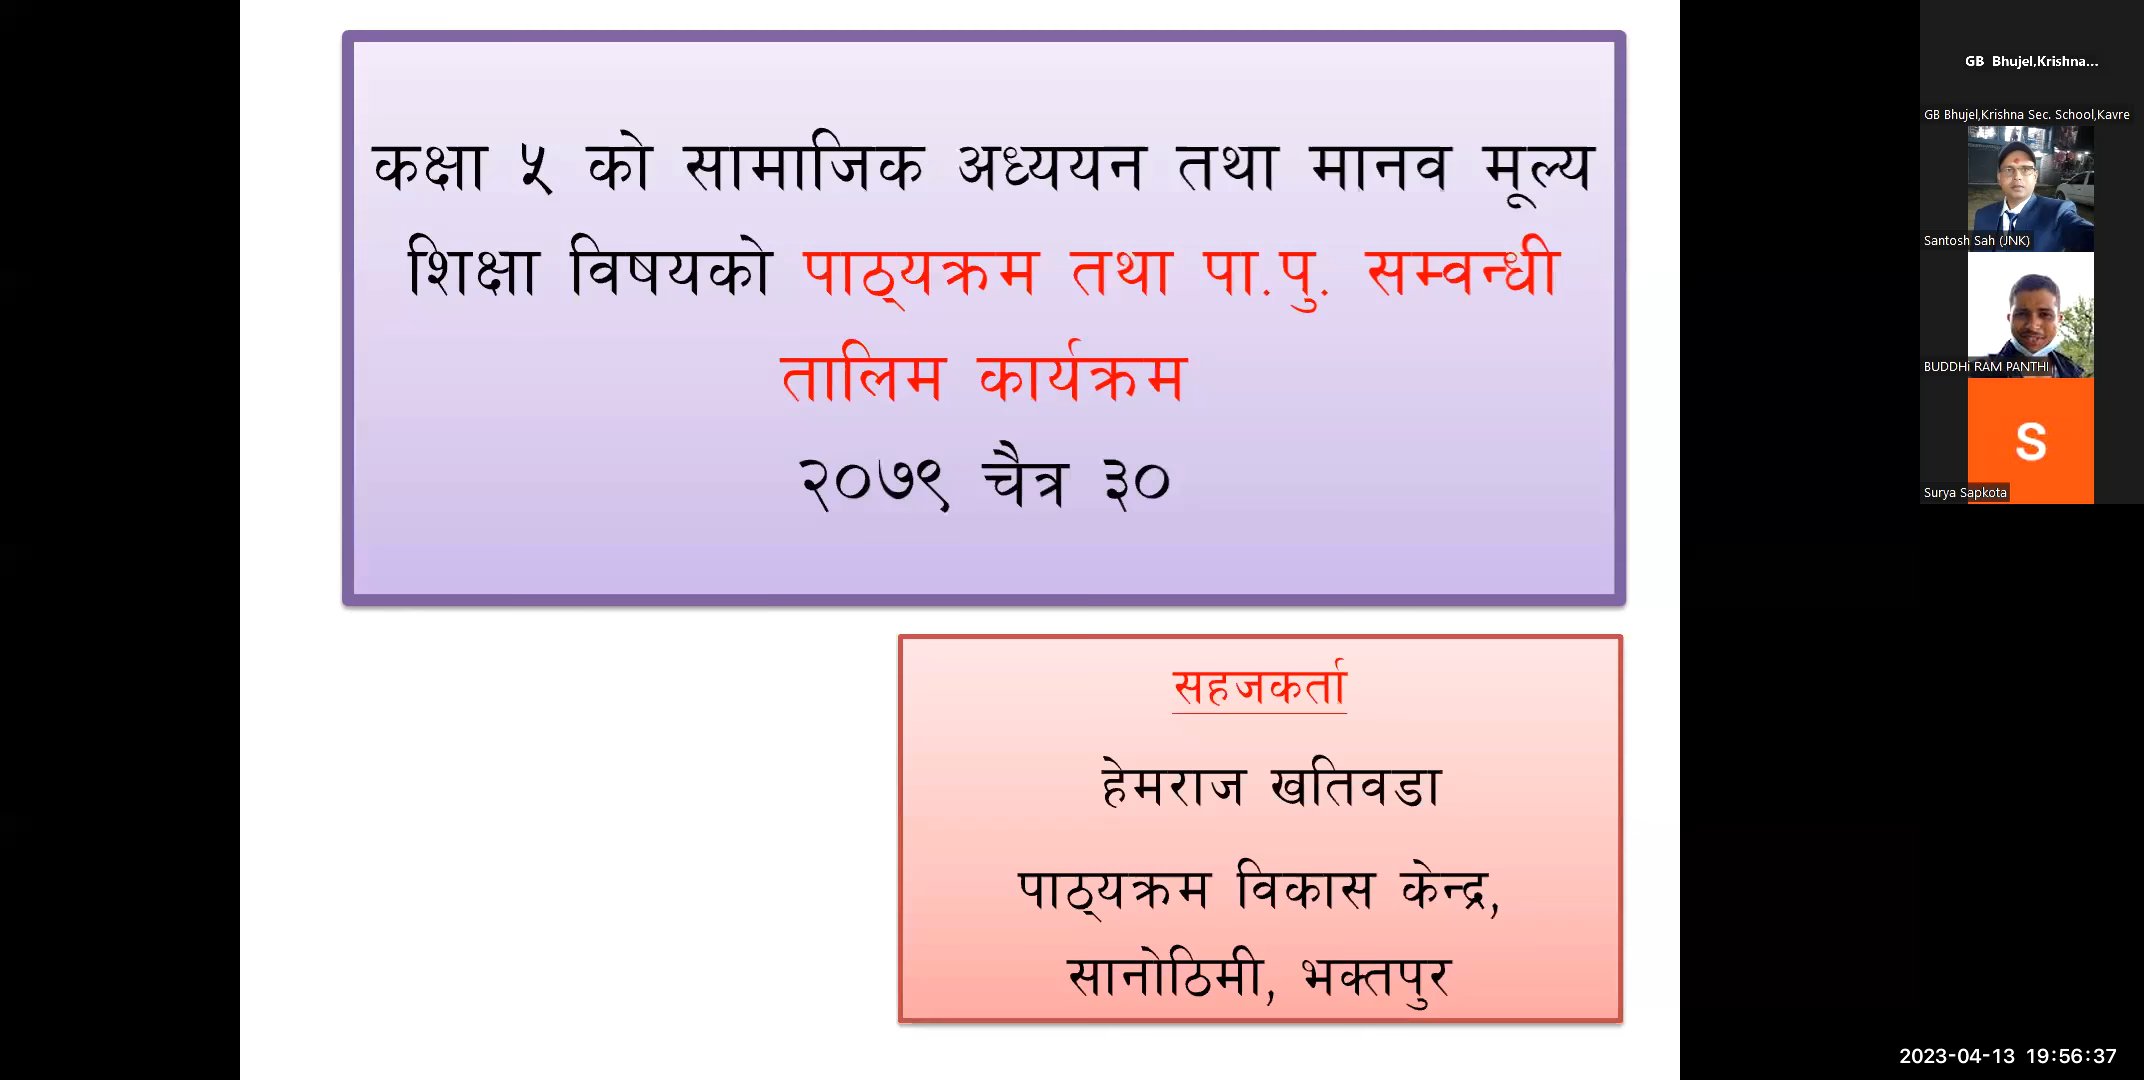 कक्षा ५ को सामाजिक अध्ययन तथा मानव मूल्य
शिक्षा विषयको पाठ्यक्रम तथा पा.पु. सम्वन्धी
तालिम कार्यक्रम
२०७९ चैत्र ३०
सहजकर्ता
हेमराज खतिवडा
पाठ्यक्रम विकास केन्द्र,
सानोठिमी, भक्तपुर
GB Bhujel,Krishna...
GB Bhujel,Krishna Sec. School,Kavre
Santosh Sah (JNK)
BUDDHi RAM PANTHI
S
Surya Sapkota
2023-04-13 19:56:37